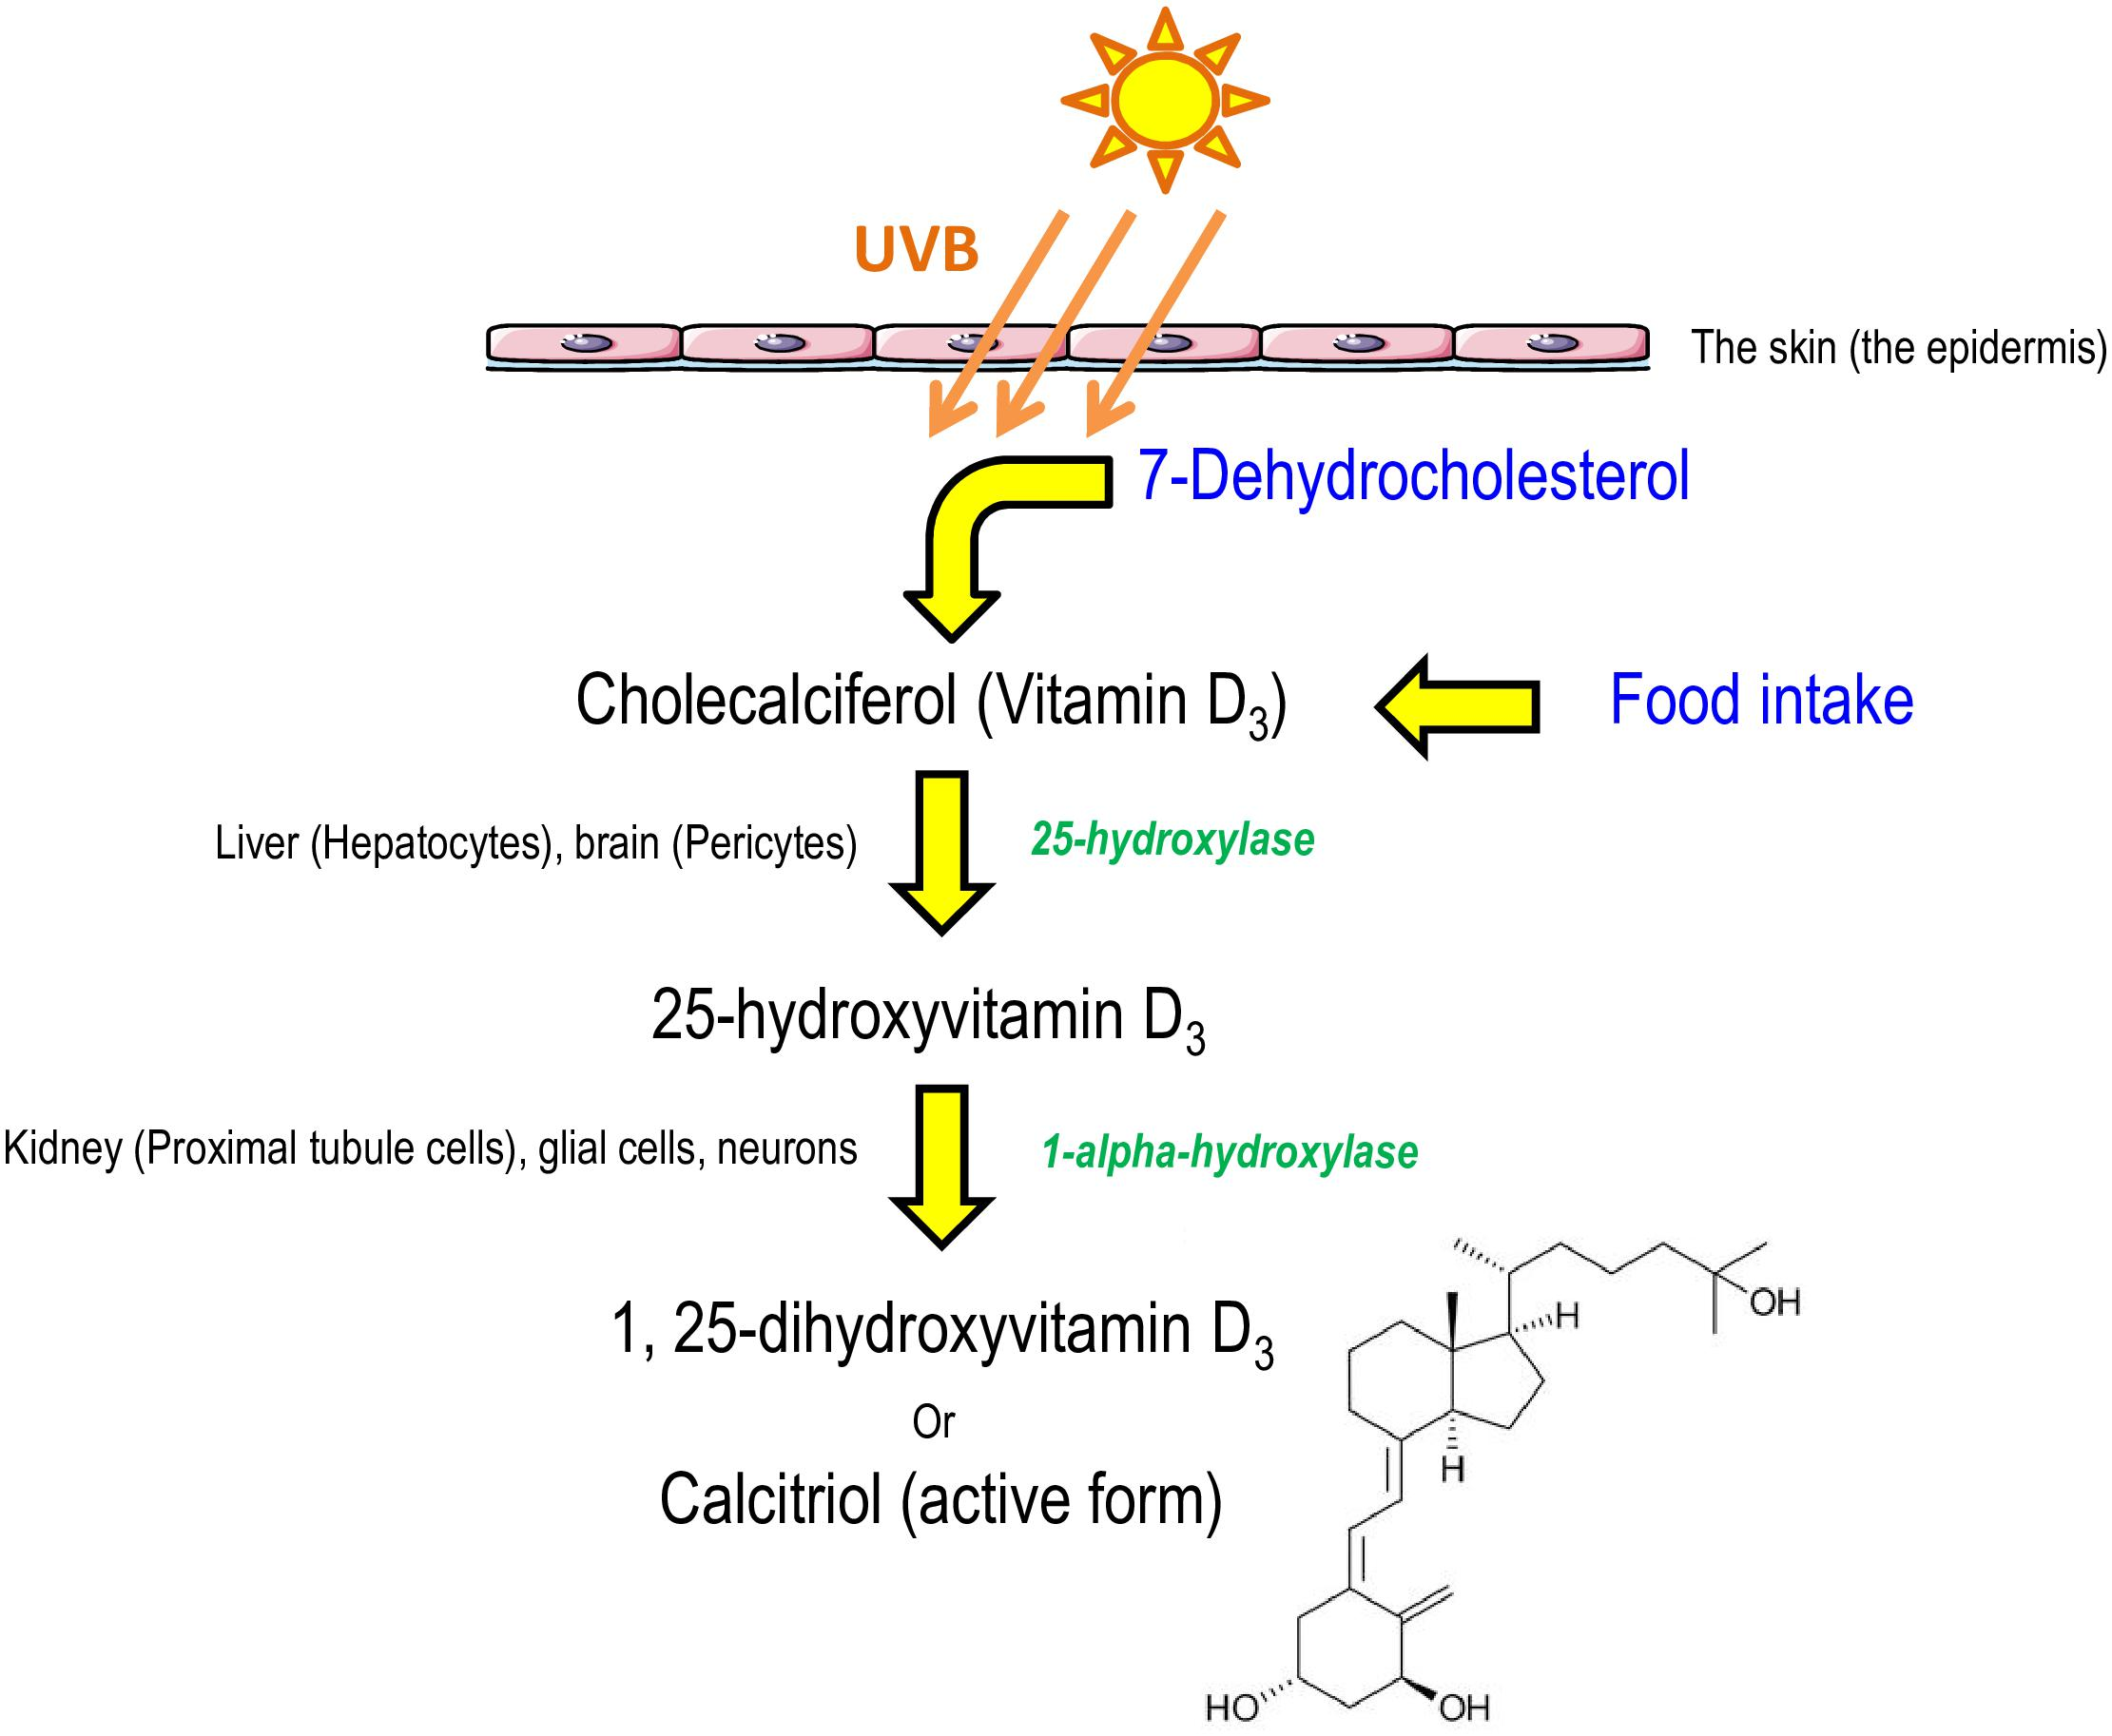 UVB
The skin (the epidermis)
7-Dehydrocholesterol
Cholecalciferol (Vitamin D₃)
Food intake
Liver (Hepatocytes), brain (Pericytes)
25-hydroxylase
25-hydroxyvitamin D₃
Kidney (Proximal tubule cells), glial cells, neurons
1-alpha-hydroxylase
1, 25-dihydroxyvitamin D₃
Or
Calcitriol (active form)
OH
H
H
HO
OH